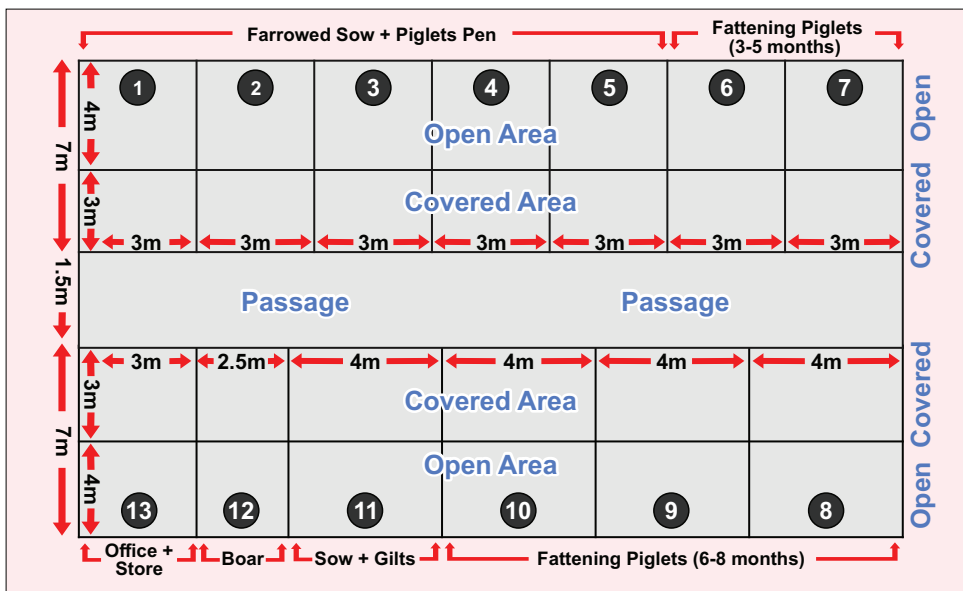 Farrowed Sow + Piglets Pen
Fattening Piglets
(3-5 months)
1 2 3 4 5 6 7
4m
7m
Open Area
Open
3m
Covered Area
Covered
3m 3m 3m 3m 3m 3m 3m
1.5m
Passage Passage
3m 2.5m 4m 4m 4m 4m
3m
7m
Covered Area
Covered
4m
Open Area
Open
13 12 11 10 9 8
Office +
Store
Boar
Sow + Gilts
Fattening Piglets (6-8 months)